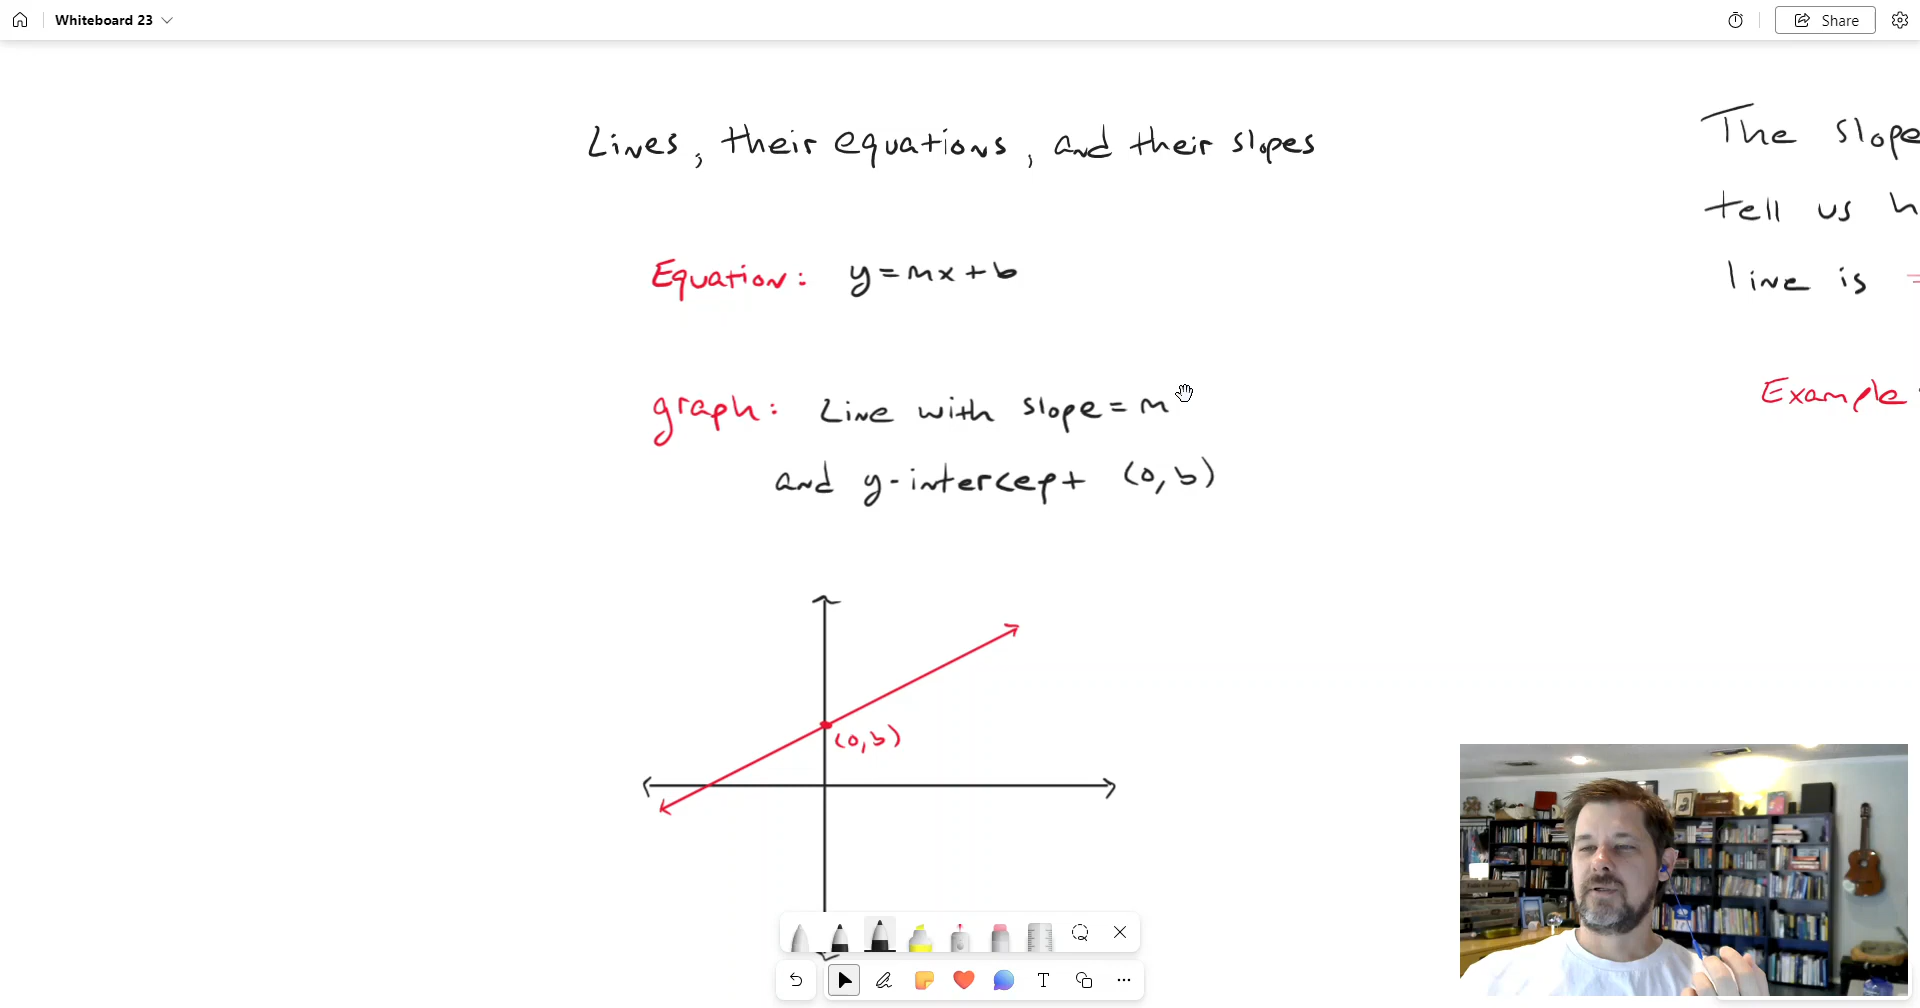 Whiteboard 23
Share
Lines, their equations, and their slopes
Equation: y = mx + b
graph: Line with slope = m
and y-intercept (0, b)
(0, b)
The slope
tell us h
line is
Example
T